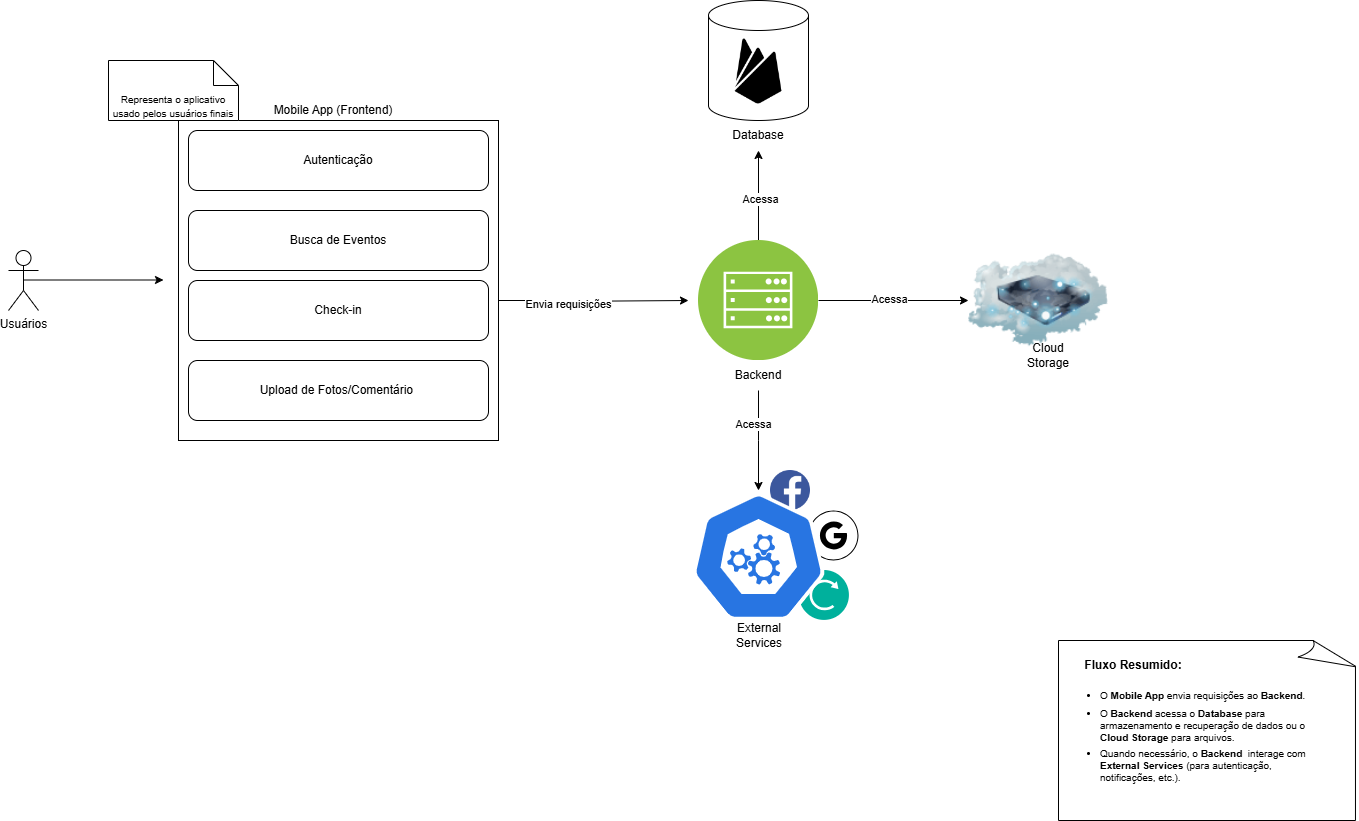 Representa o aplicativo
usado pelos usuários finais
Mobile App (Frontend)
Autenticação
Busca de Eventos
Check-in
Upload de Fotos/Comentário
Usuários
Envia requisições
Database
Acessa
Backend
Acessa
Cloud
Storage
Acessa
External
Services
Fluxo Resumido:
• O Mobile App envia requisições ao Backend.
• O Backend acessa o Database para
armazenamento e recuperação de dados ou o
Cloud Storage para arquivos.
• Quando necessário, o Backend interage com
External Services (para autenticação,
notificações, etc.).